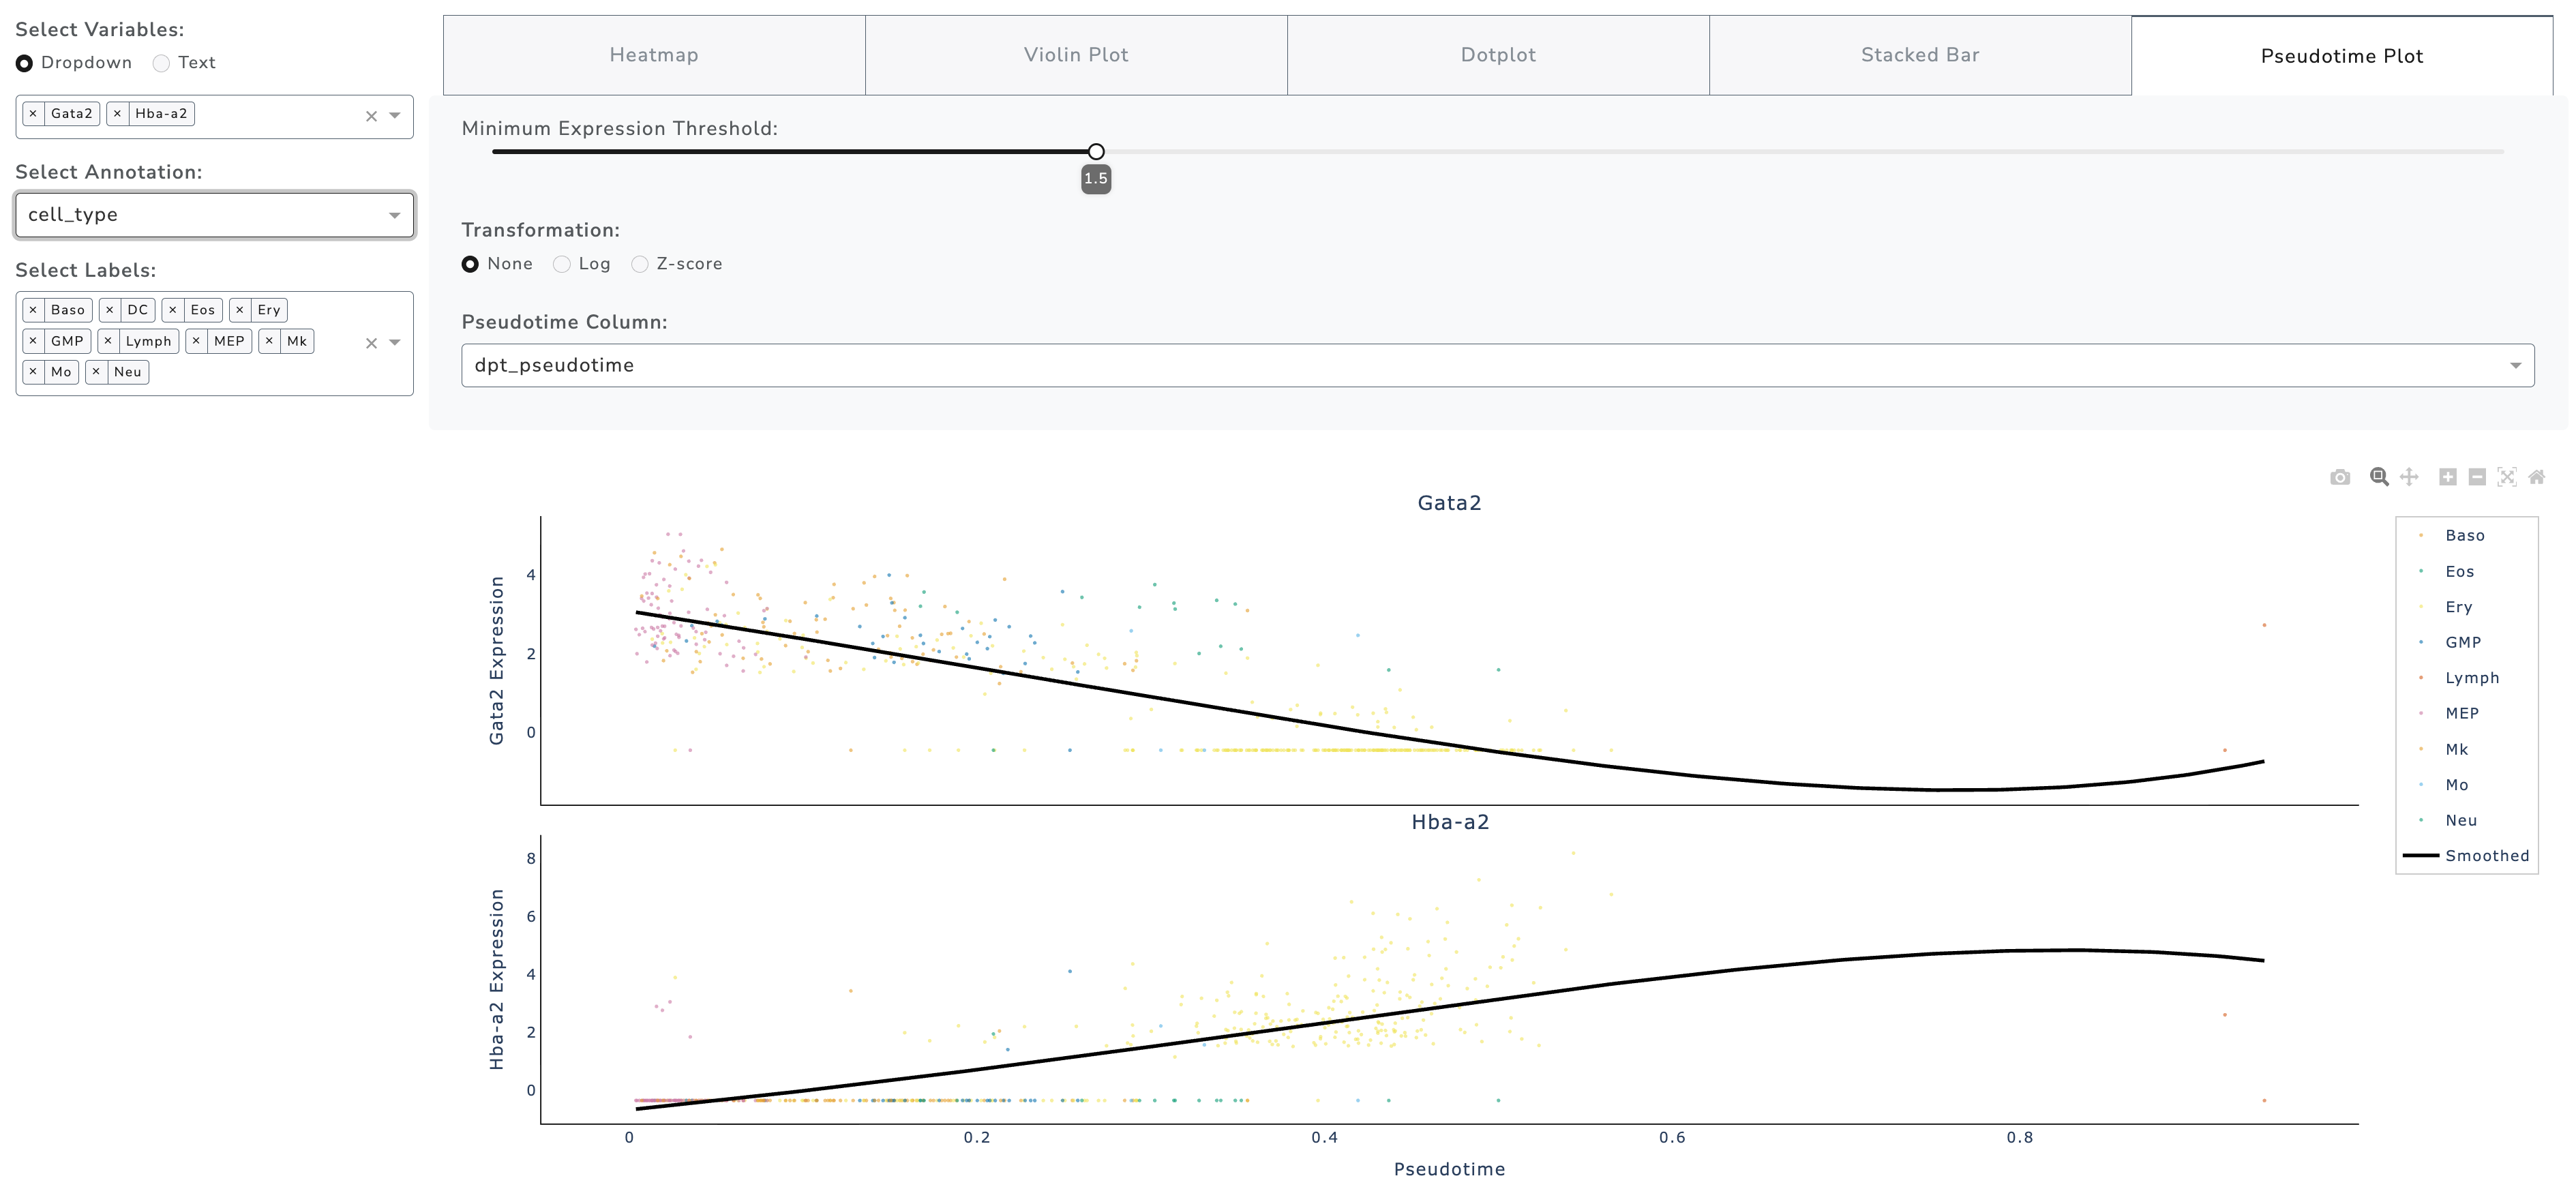 Select Variables:
Dropdown Text
× Gata2 × Hba-a2
Select Annotation:
cell_type
Select Labels:
× Baso × DC × Eos × Ery
× GMP × Lymph × MEP × Mk
× Mo × Neu
Heatmap Violin Plot Dotplot Stacked Bar Pseudotime Plot
Minimum Expression Threshold:
1.5
Transformation:
None Log Z-score
Pseudotime Column:
dpt_pseudotime
Gata2
Gata2 Expression
4
2
0
Hba-a2
Hba-a2 Expression
8
6
4
2
0
0 0.2 0.4 0.6 0.8
Pseudotime
Baso
Eos
Ery
GMP
Lymph
MEP
Mk
Mo
Neu
Smoothed